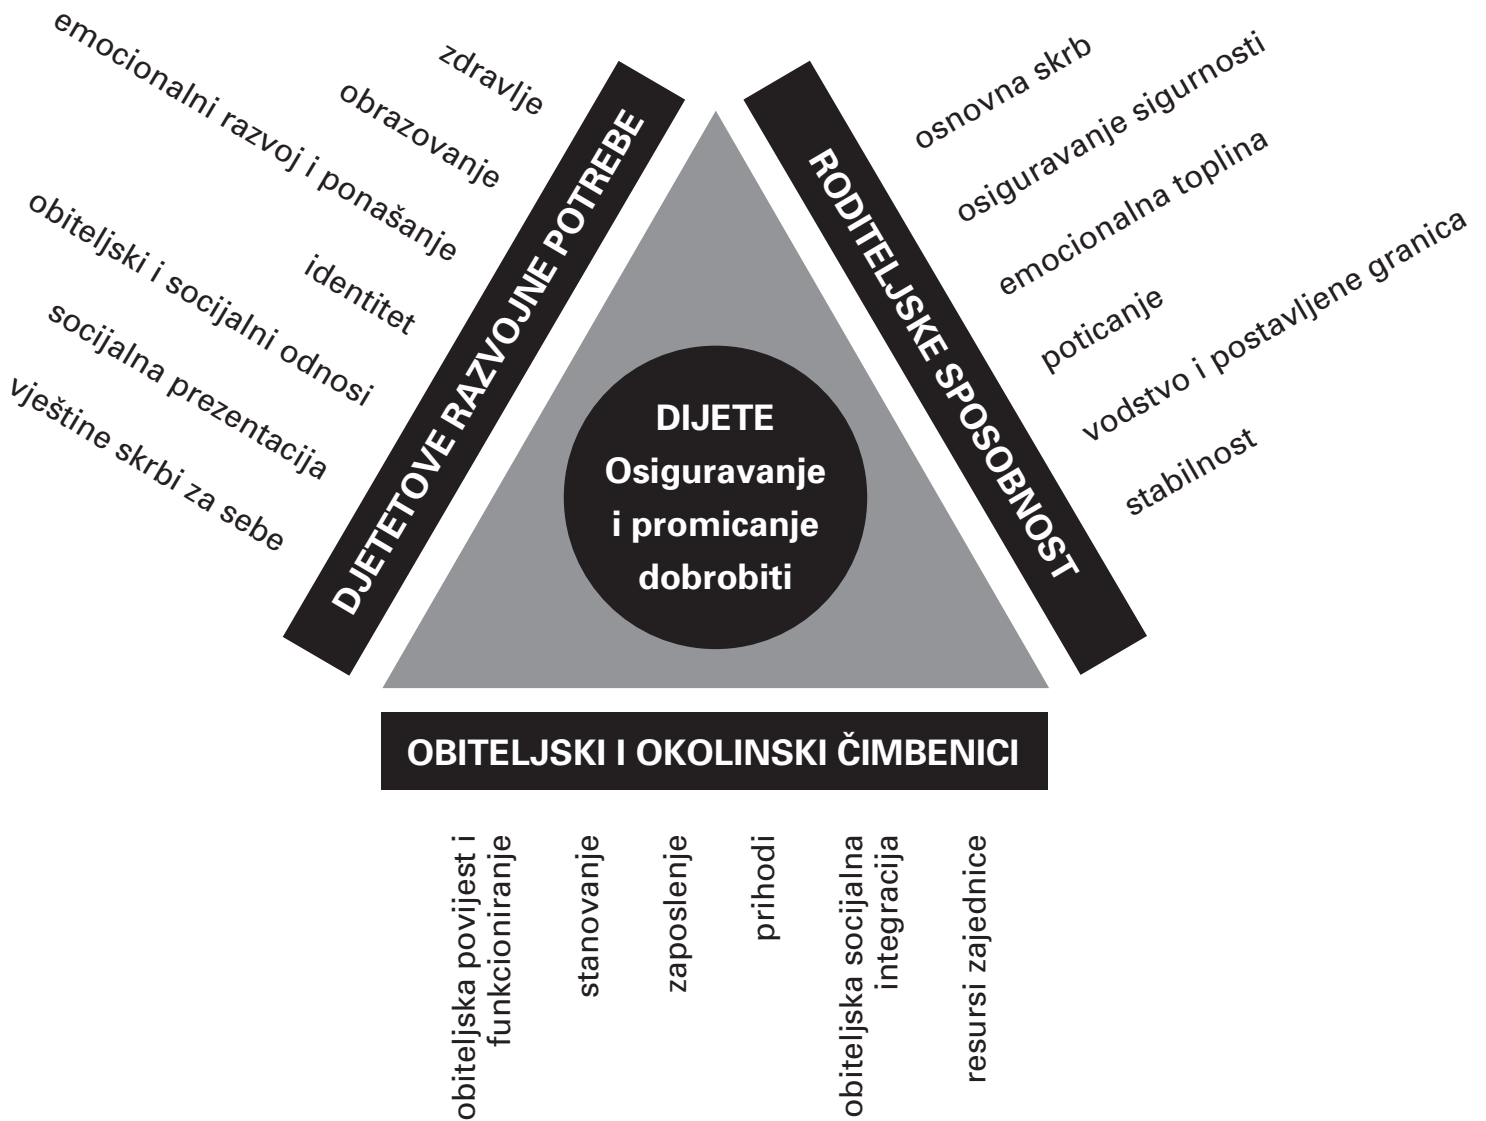 zdravlje
obrazovanje
emocionalni razvoj i ponašanje
identitet
obiteljski i socijalni odnosi
socijalna prezentacija
vještine skrbi za sebe
DJETETOVE RAZVOJNE POTREBE
RODITELJSKE SPOSOBNOST
osnovna skrb
osiguravanje sigurnosti
emocionalna toplina
poticanje
vodstvo i postavljene granica
stabilnost
DIJETE
Osiguravanje
i promicanje
dobrobiti
OBITELJSKI I OKOLINSKI ČIMBENICI
obiteljska povijest i
funkcioniranje
stanovanje
zaposlenje
prihodi
obiteljska socijalna
integracija
resursi zajednice